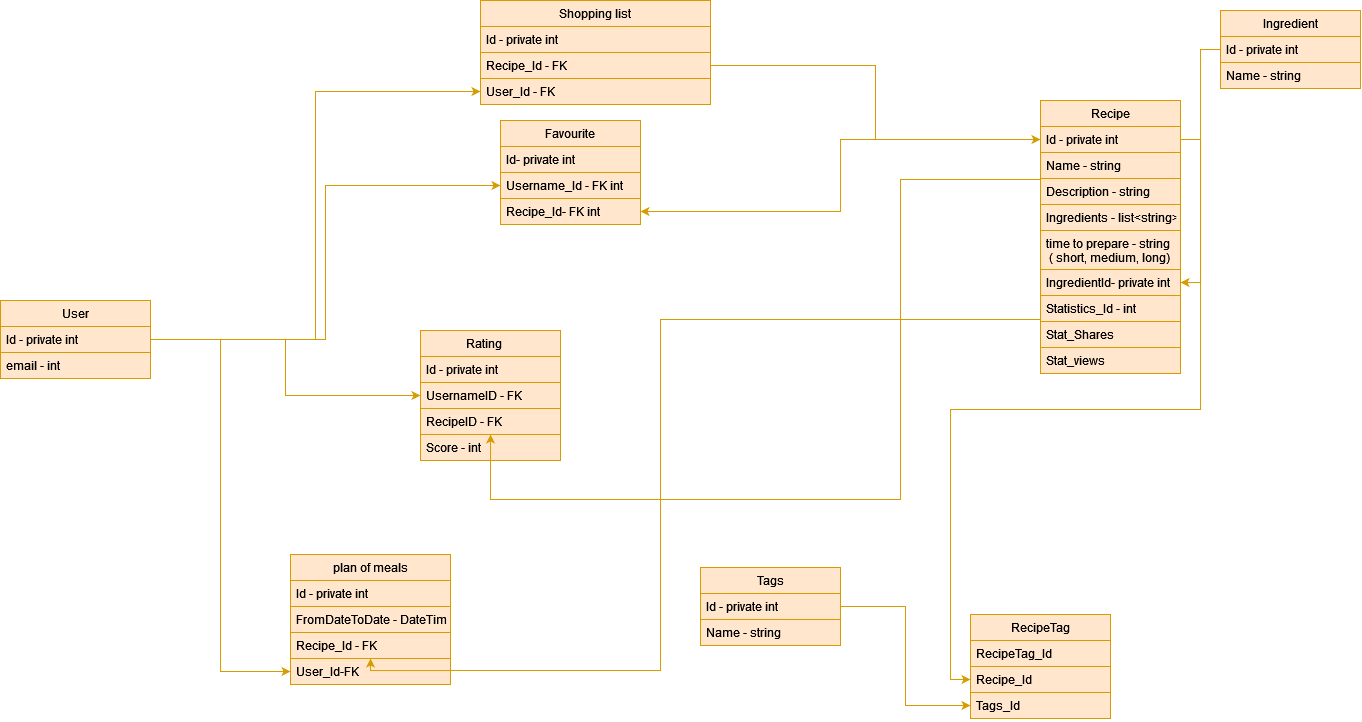 Shopping list
Id - private int
Recipe_Id - FK
User_Id - FK
Ingredient
Id - private int
Name - string
Favourite
Id- private int
Username_Id - FK int
Recipe_Id- FK int
Recipe
Id - private int
Name - string
Description - string
Ingredients - list<string>
time to prepare - string
( short, medium, long)
IngredientId- private int
Statistics_Id - int
Stat_Shares
Stat_views
User
Id - private int
email - int
Rating
Id - private int
UsernameID - FK
RecipeID - FK
Score - int
plan of meals
Id - private int
FromDateToDate - DateTim
Recipe_Id - FK
User_Id-FK
Tags
Id - private int
Name - string
RecipeTag
RecipeTag_Id
Recipe_Id
Tags_Id